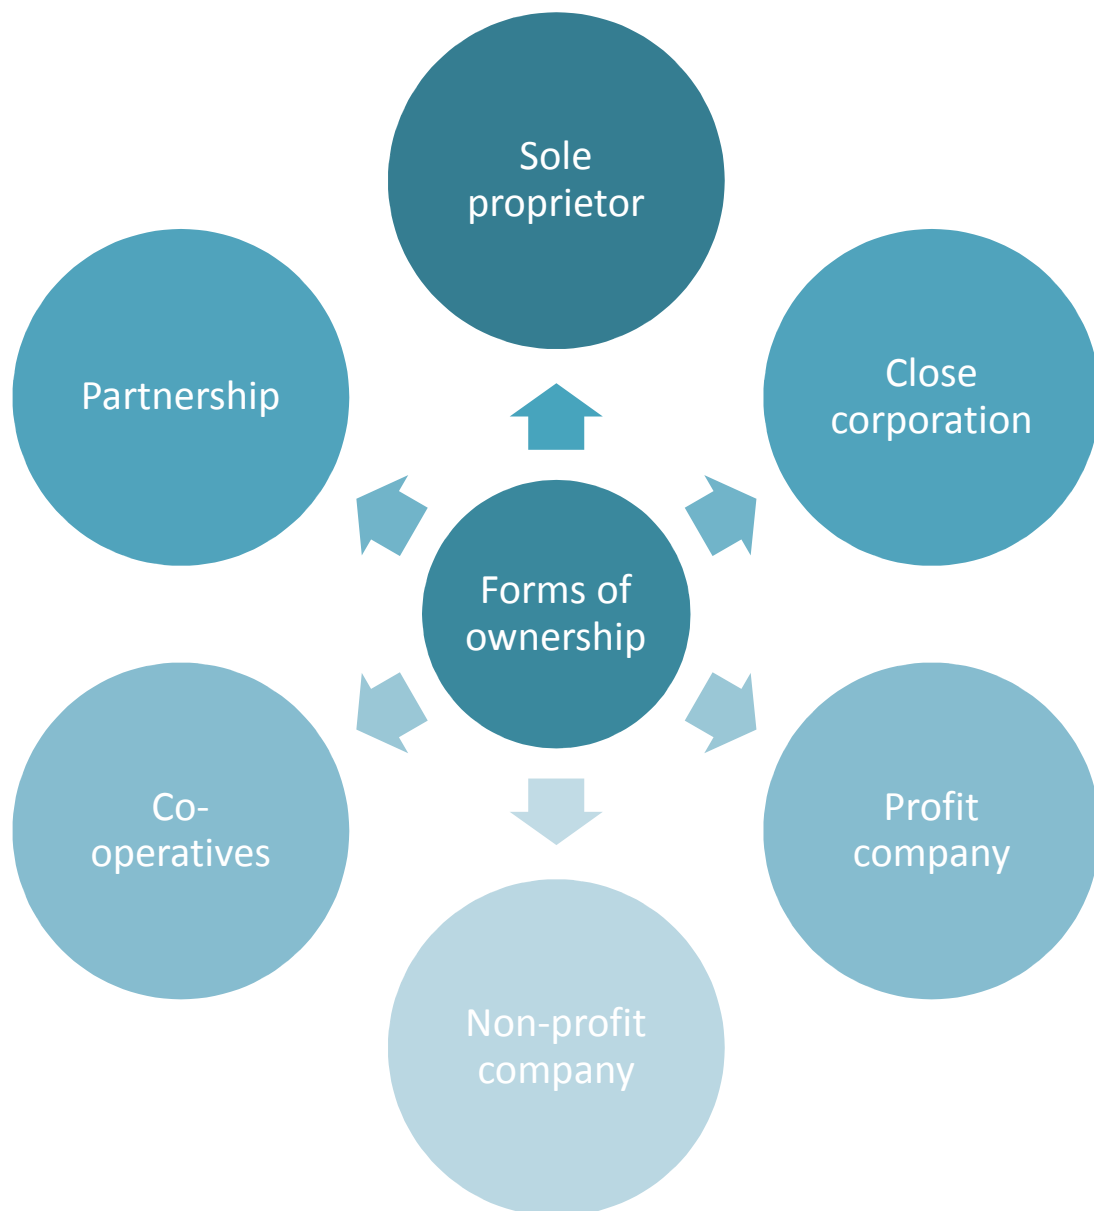 Sole
proprietor
Close
corporation
Profit
company
Non-profit
company
Co-
operatives
Partnership
Forms of
ownership